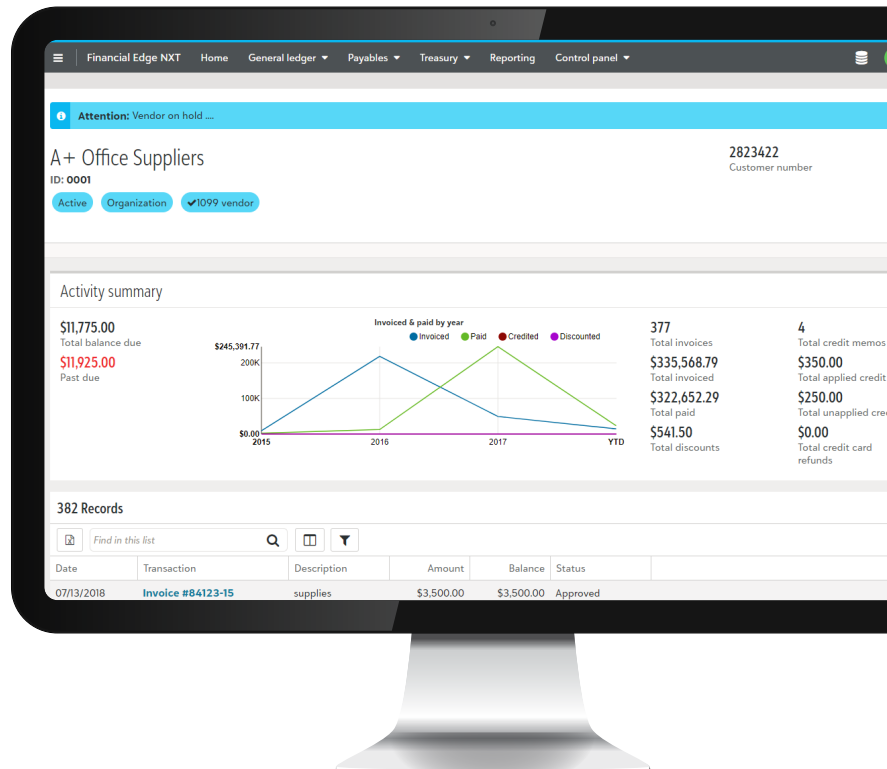 Financial Edge NXT Home General ledger Payables Treasury Reporting Control panel
Attention: Vendor on hold ....
A+ Office Suppliers
ID: 0001
Active Organization 1099 vendor
2823422
Customer number
Activity summary
$11,775.00
Total balance due
$11,925.00
Past due
Invoiced & paid by year
Invoiced Paid Credited Discounted
$245,391.77
200K
100K
$0.00
2015 2016 2017 YTD
377
Total invoices
$335,568.79
Total invoiced
$322,652.29
Total paid
$541.50
Total discounts
4
Total credit memos
$350.00
Total applied credit
$250.00
Total unapplied cre
$0.00
Total credit card
refunds
382 Records
Find in this list
Date Transaction Description Amount Balance Status
07/13/2018 Invoice #84123-15 supplies $3,500.00 $3,500.00 Approved